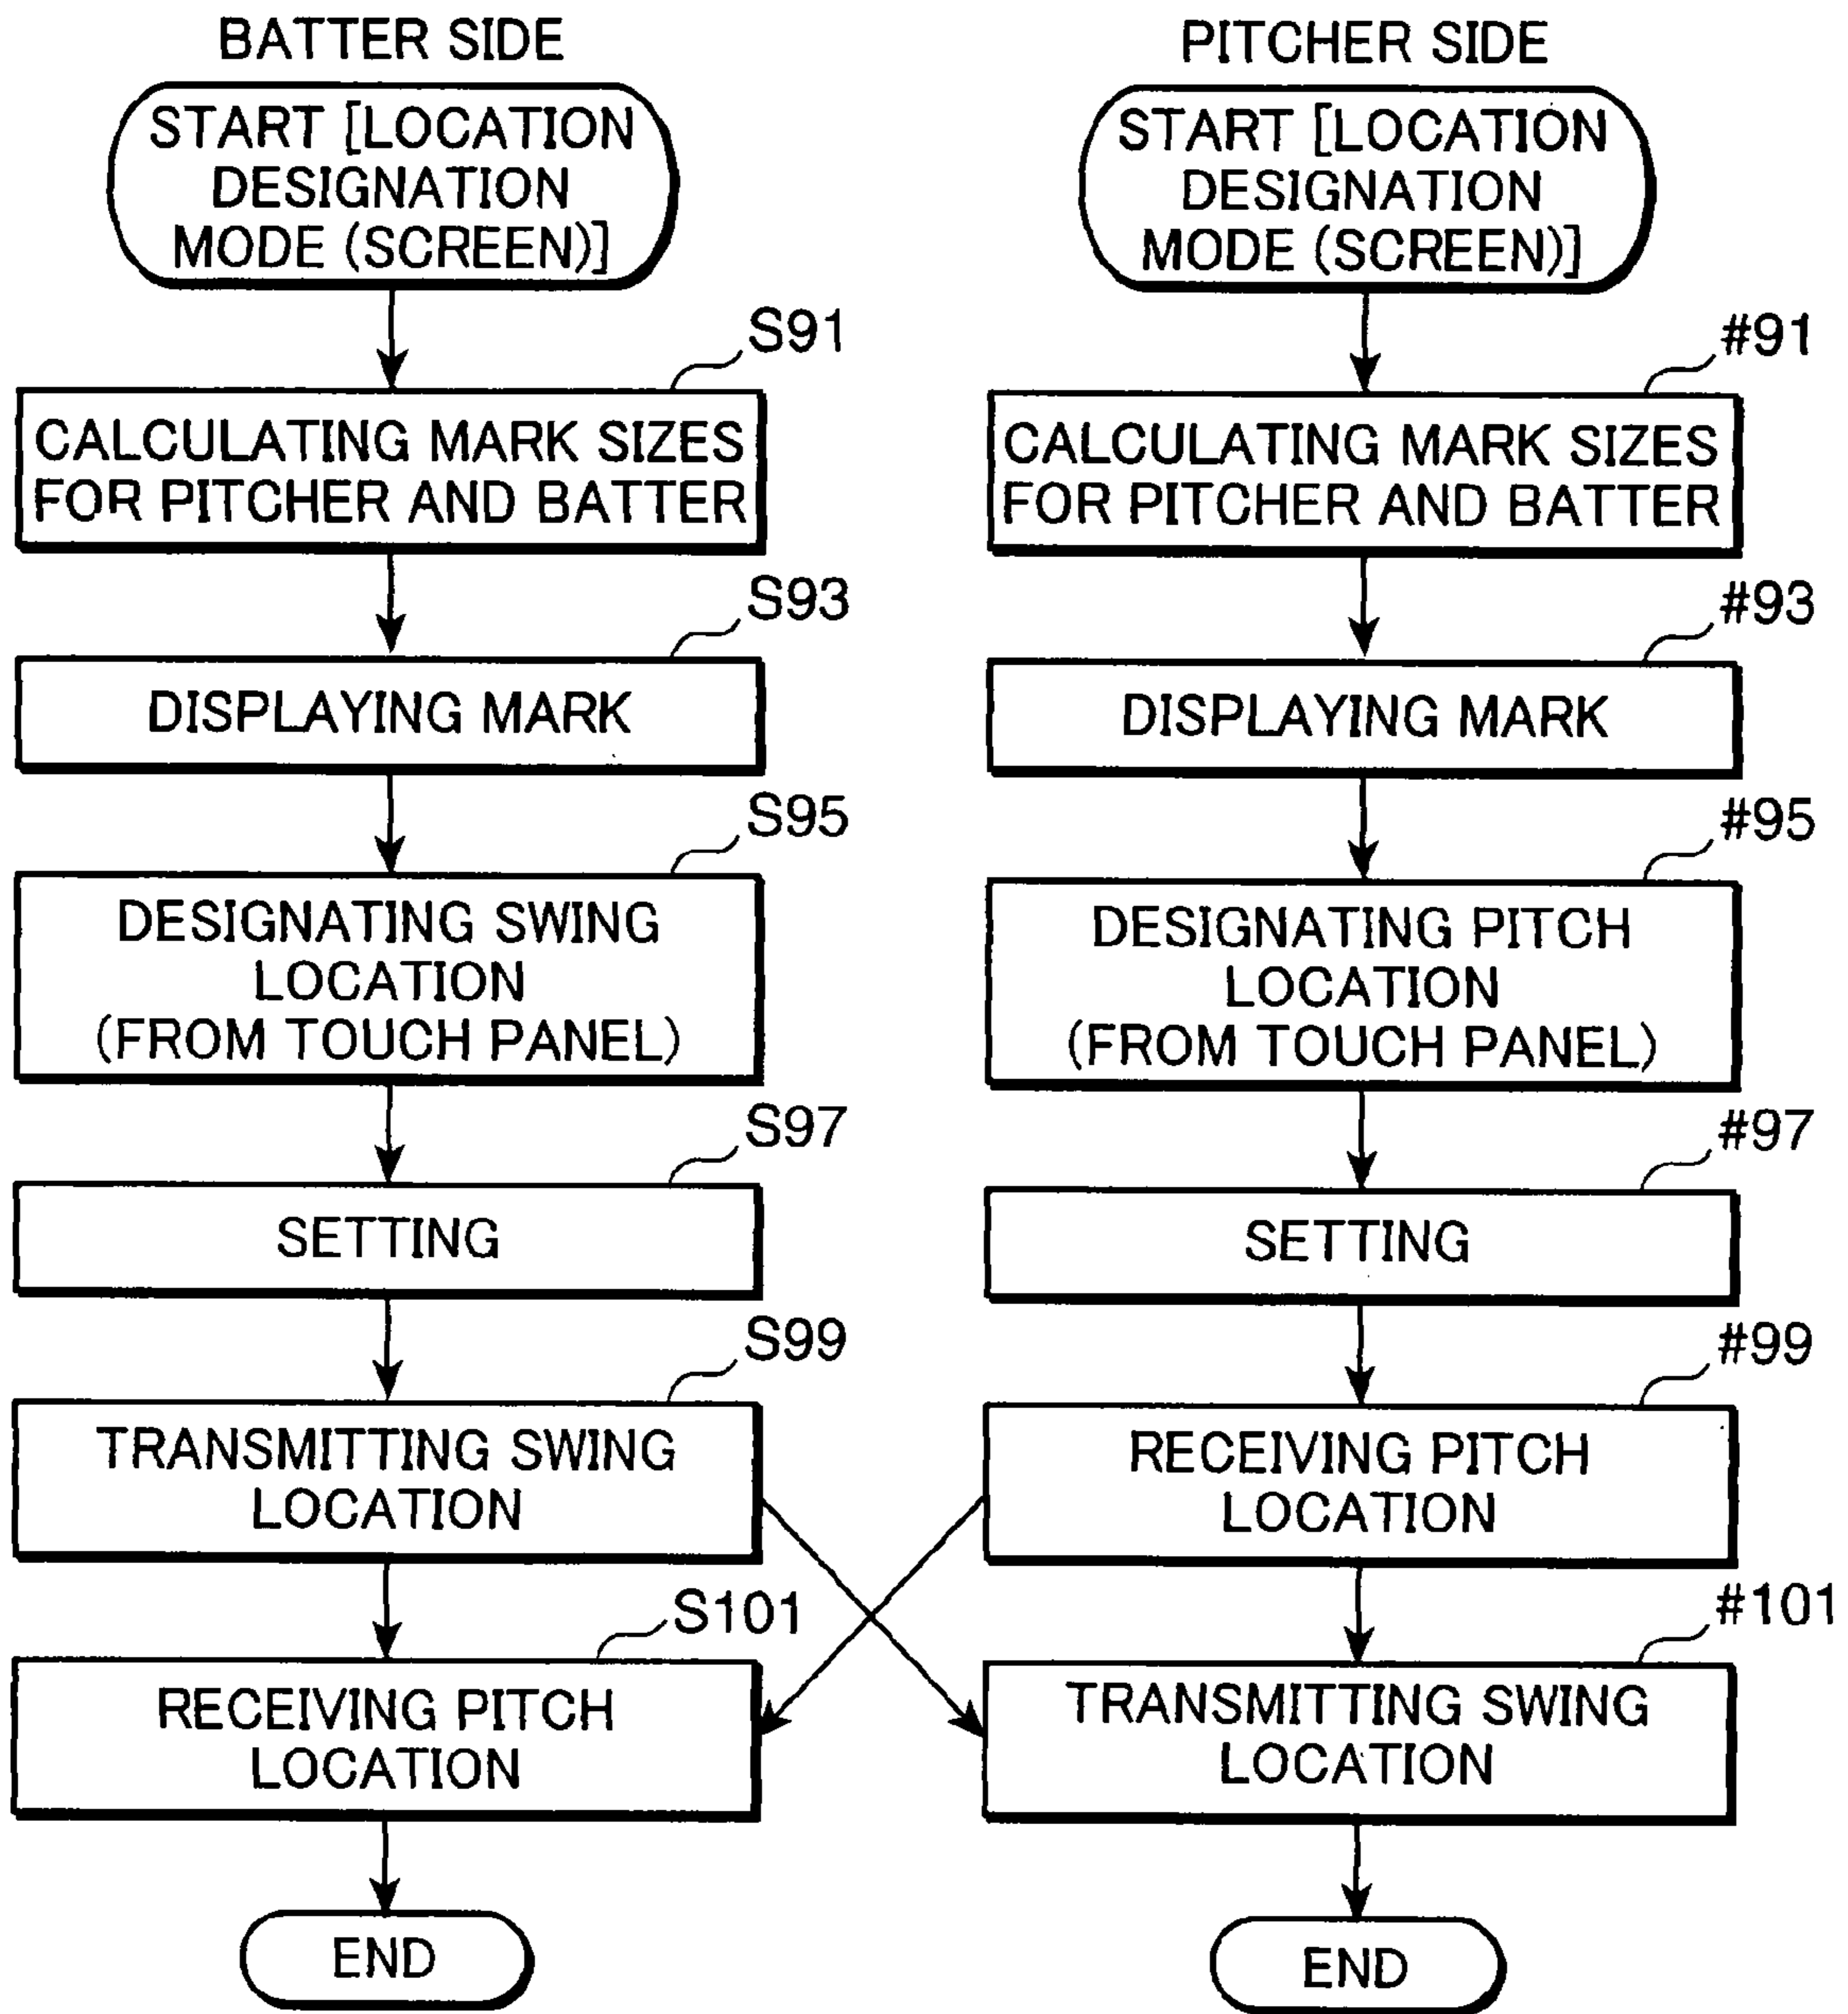 BATTER SIDE
START [LOCATION
DESIGNATION
MODE (SCREEN)]
S91
CALCULATING MARK SIZES
FOR PITCHER AND BATTER
S93
DISPLAYING MARK
S95
DESIGNATING SWING
LOCATION
(FROM TOUCH PANEL)
S97
SETTING
S99
TRANSMITTING SWING
LOCATION
S101
RECEIVING PITCH
LOCATION
END
PITCHER SIDE
START [LOCATION
DESIGNATION
MODE (SCREEN)]
#91
CALCULATING MARK SIZES
FOR PITCHER AND BATTER
#93
DISPLAYING MARK
#95
DESIGNATING PITCH
LOCATION
(FROM TOUCH PANEL)
#97
SETTING
#99
RECEIVING PITCH
LOCATION
#101
TRANSMITTING SWING
LOCATION
END